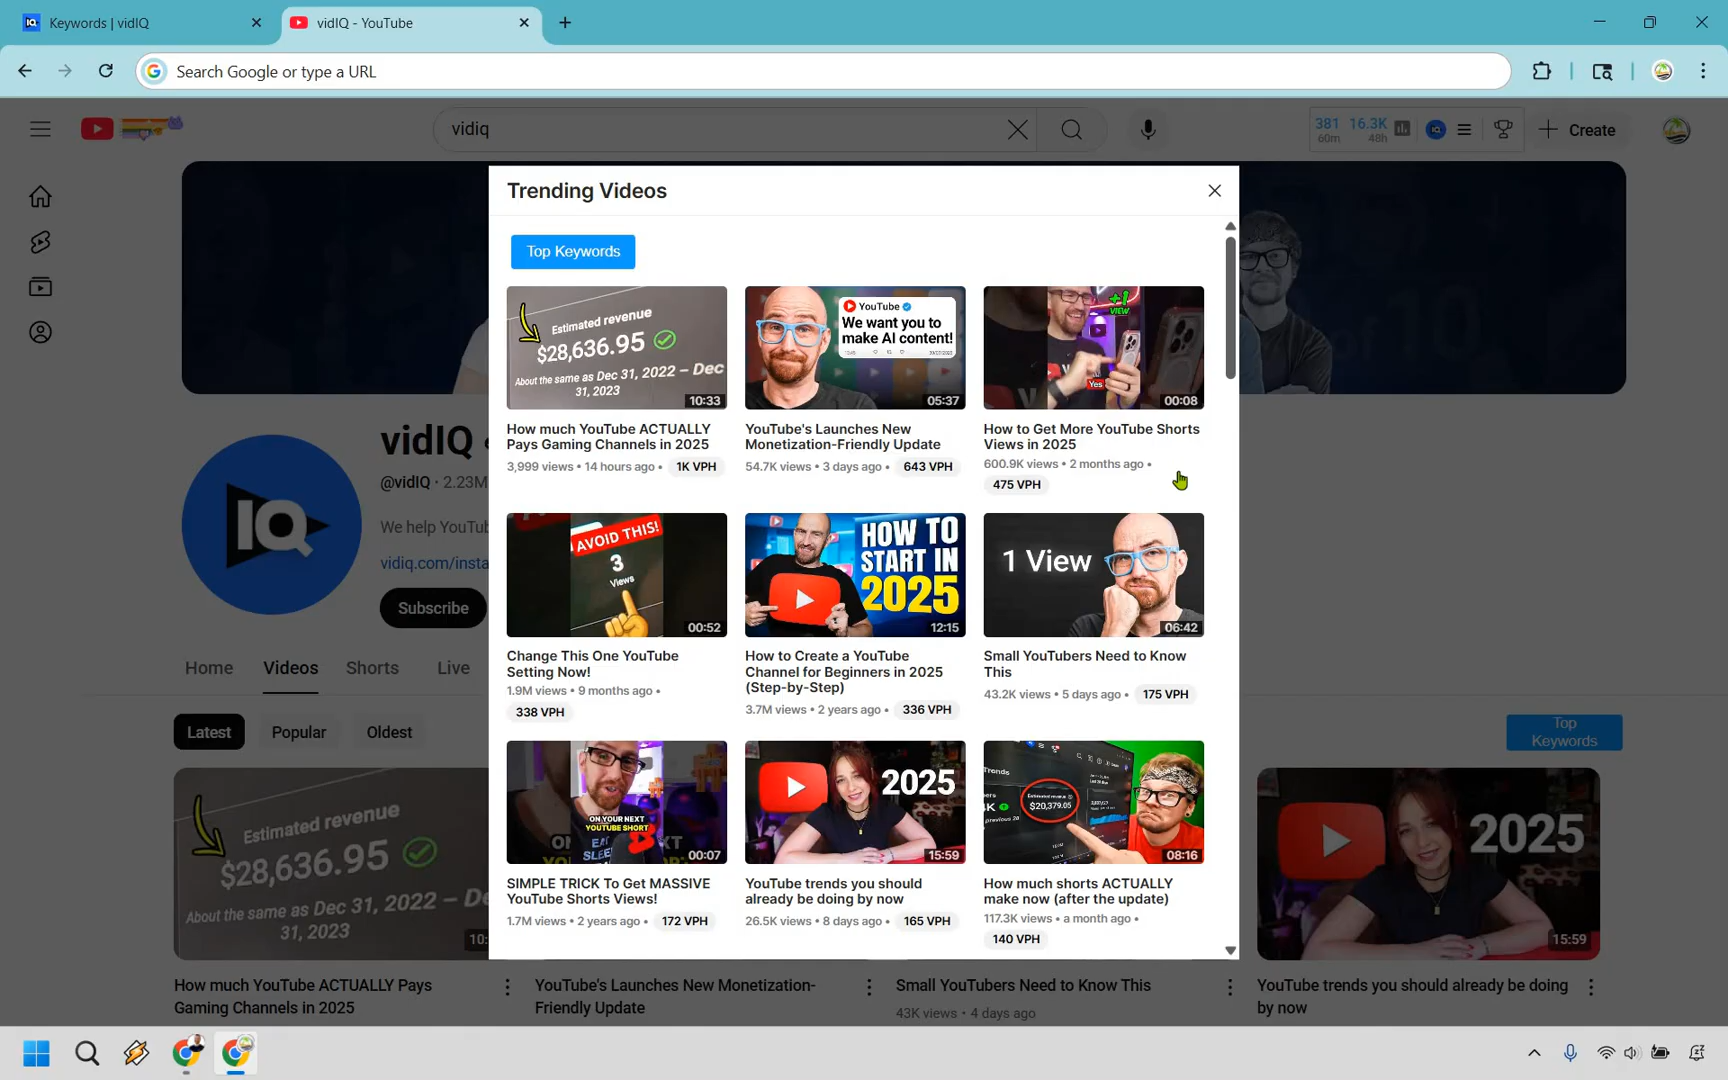 Keywords | vidIQ
vidIQ - YouTube
Search Google or type a URL
vidiq
381 16.3K
60m 48h
Create
Trending Videos
Top Keywords
Estimated revenue
$28,636.95
About the same as Dec 31, 2022 – Dec
31, 2023
10:33
YouTube
We want you to
make AI content!
05:37
+1
VIEW
Yes
00:08
How much YouTube ACTUALLY
Pays Gaming Channels in 2025
3,999 views • 14 hours ago • 1K VPH
YouTube's Launches New
Monetization-Friendly Update
54.7K views • 3 days ago • 643 VPH
How to Get More YouTube Shorts
Views in 2025
600.9K views • 2 months ago •
475 VPH
vidIQ
@vidIQ · 2.23M
We help YouTub
vidiq.com/insta
Subscribe
IQ
AVOID THIS!
3
Views
00:52
HOW TO
START IN
2025
12:15
1 View
06:42
Change This One YouTube
Setting Now!
1.9M views • 9 months ago •
338 VPH
How to Create a YouTube
Channel for Beginners in 2025
(Step-by-Step)
3.7M views • 2 years ago • 336 VPH
Small YouTubers Need to Know
This
43.2K views • 5 days ago • 175 VPH
Home Videos Shorts Live
Latest Popular Oldest
Top
Keywords
ON YOUR NEXT
YOUTUBE SHORT
00:07
2025
15:59
Trends
Estimated revenue
$20,379.05
08:16
SIMPLE TRICK To Get MASSIVE
YouTube Shorts Views!
1.7M views • 2 years ago • 172 VPH
YouTube trends you should
already be doing by now
26.5K views • 8 days ago • 165 VPH
How much shorts ACTUALLY
make now (after the update)
117.3K views • a month ago •
140 VPH
Estimated revenue
$28,636.95
About the same as Dec 31, 2022 – De
31, 2023
10:
2025
15:59
How much YouTube ACTUALLY Pays
Gaming Channels in 2025
YouTube's Launches New Monetization-
Friendly Update
Small YouTubers Need to Know This
43K views • 4 days ago
YouTube trends you should already be doing
by now